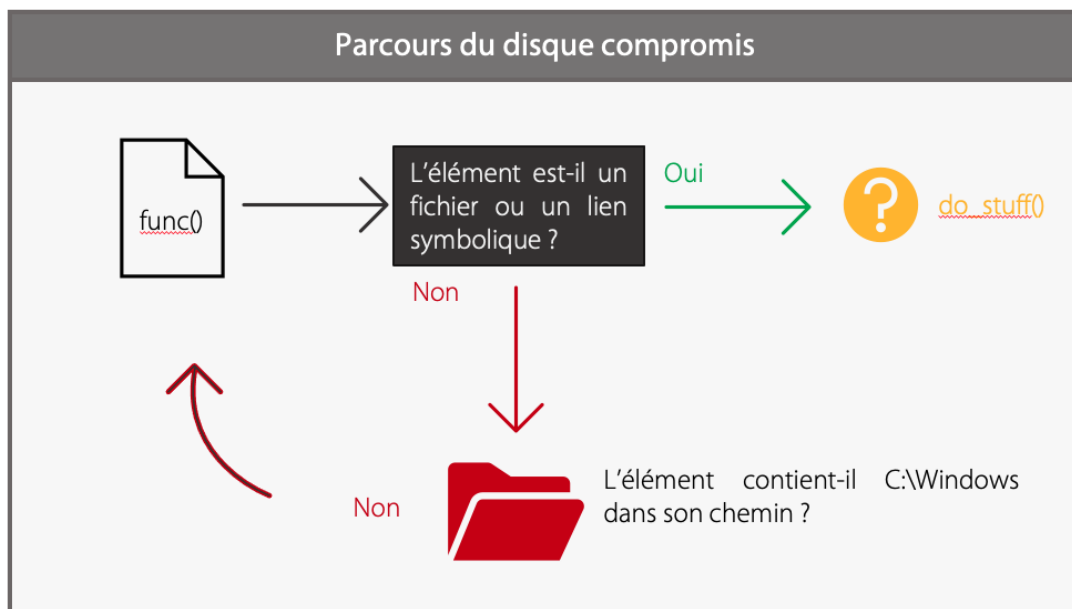 Parcours du disque compromis
func()
L'élément est-il un
fichier ou un lien
symbolique ?
Oui
do_stuff()
Non
Non
L'élément contient-il C:\Windows
dans son chemin ?